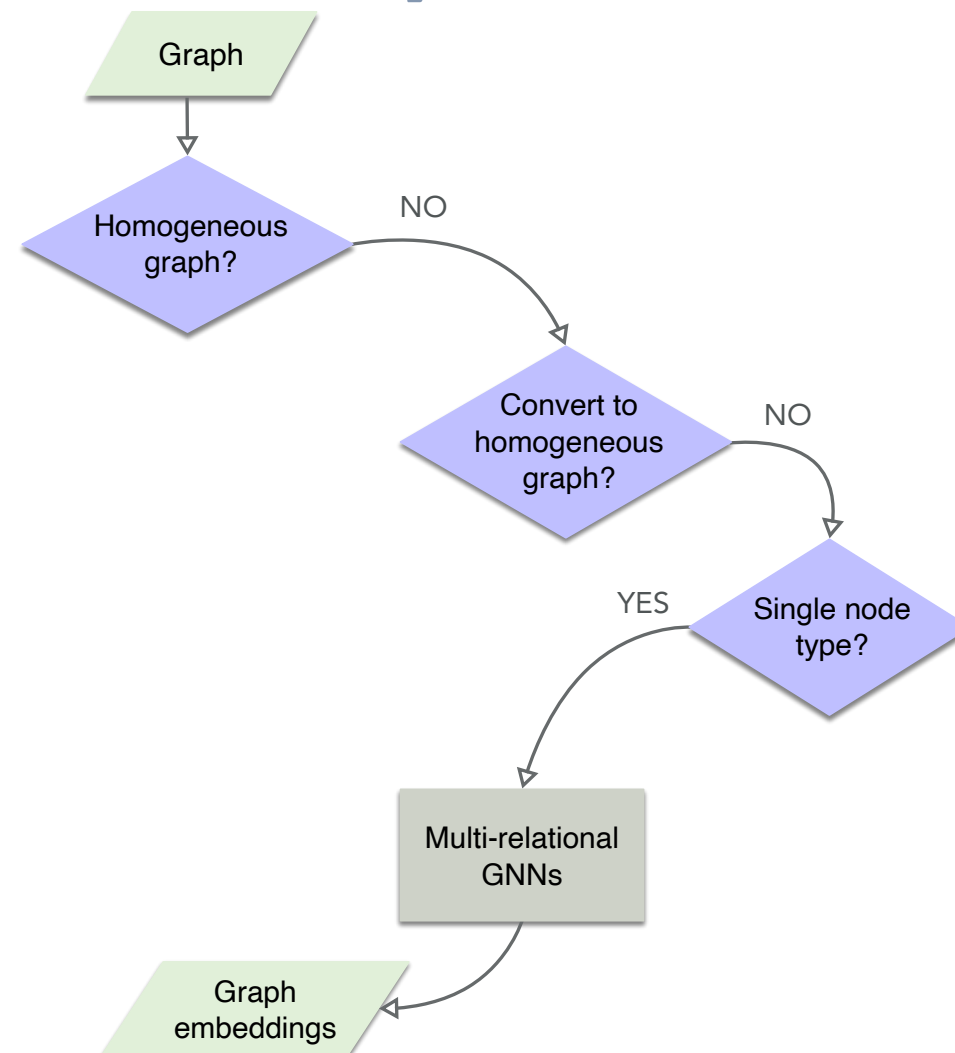 Graph
Homogeneous
graph?
NO
Convert to
homogeneous
graph?
NO
Single node
type?
YES
Multi-relational
GNNs
Graph
embeddings